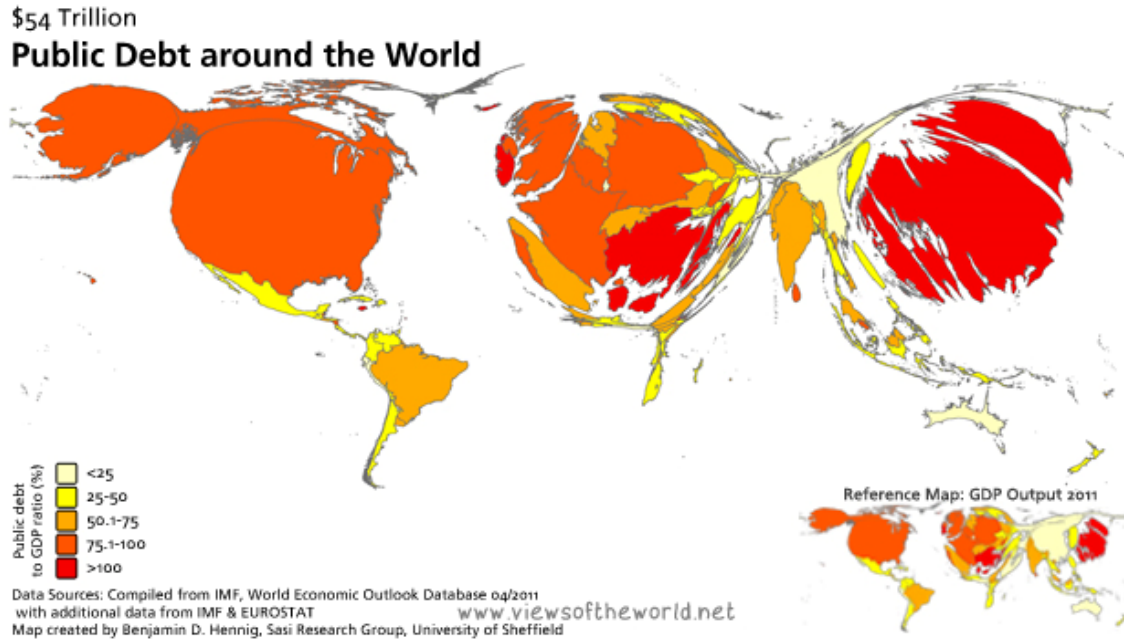 $54 Trillion
Public Debt around the World
Public debt
to GDP ratio (%)
<25
25-50
50.1-75
75.1-100
>100
Reference Map: GDP Output 2011
Data Sources: Compiled from IMF, World Economic Outlook Database 04/2011
with additional data from IMF & EUROSTAT
www.viewsoftheworld.net
Map created by Benjamin D. Hennig, Sasi Research Group, University of Sheffield